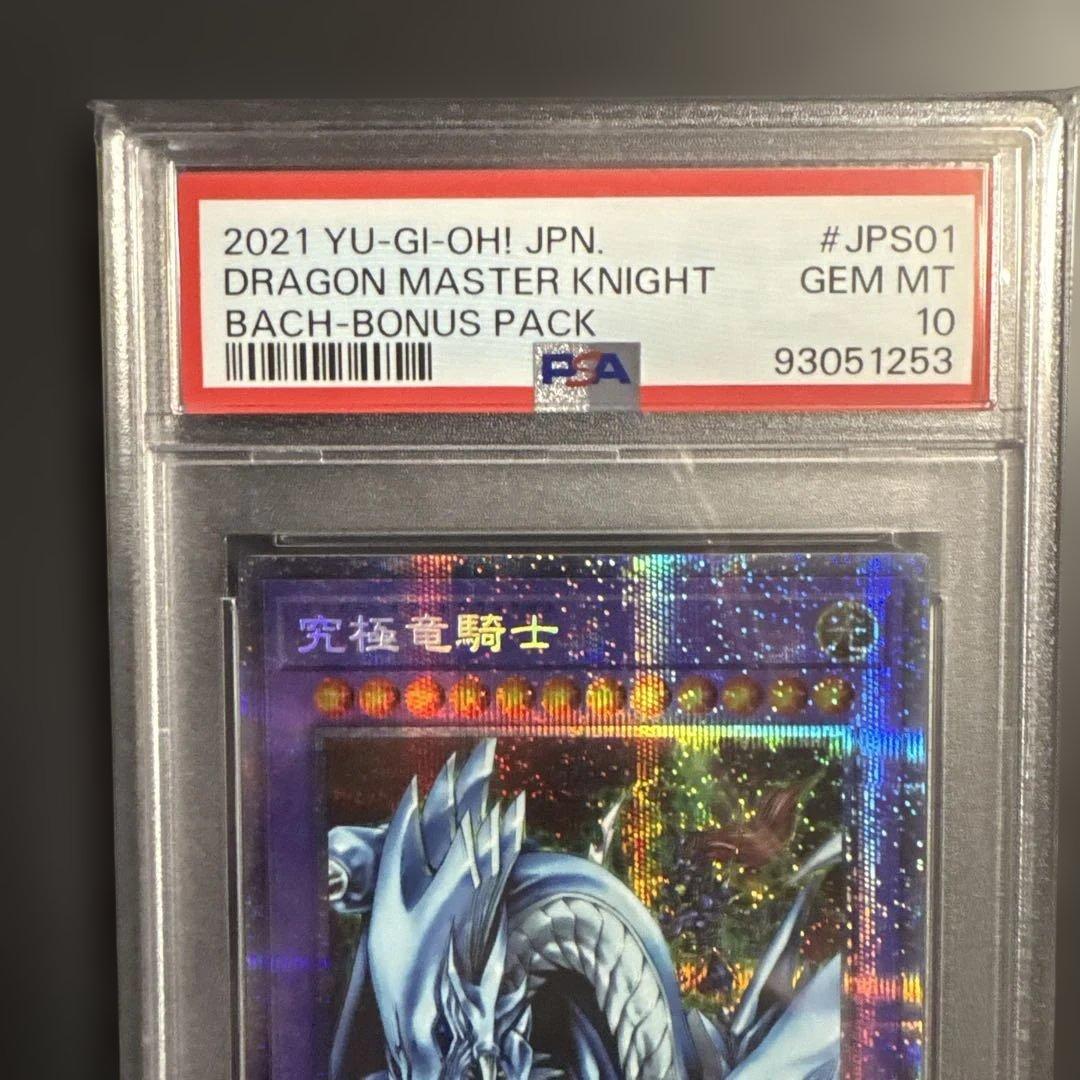 2021 YU-GI-OH! JPN. #JPS01
DRAGON MASTER KNIGHT GEM MT
BACH-BONUS PACK 10
PSA 93051253
究極竜騎士
光